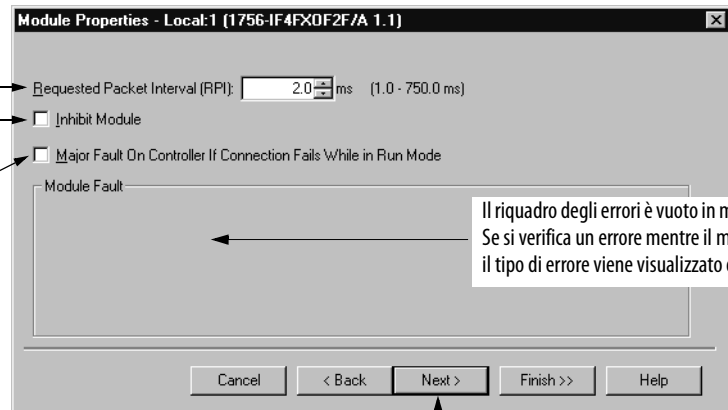 Module Properties - Local:1 (1756-IF4FXOF2F/A 1.1)
Requested Packet Interval (RPI): 2.0 ms (1.0 - 750.0 ms)
Inhibit Module
Major Fault On Controller If Connection Fails While in Run Mode
Module Fault
Il riquadro degli errori è vuoto in
Se si verifica un errore mentre il
il tipo di errore viene visualizzato
Cancel < Back Next > Finish >> Help